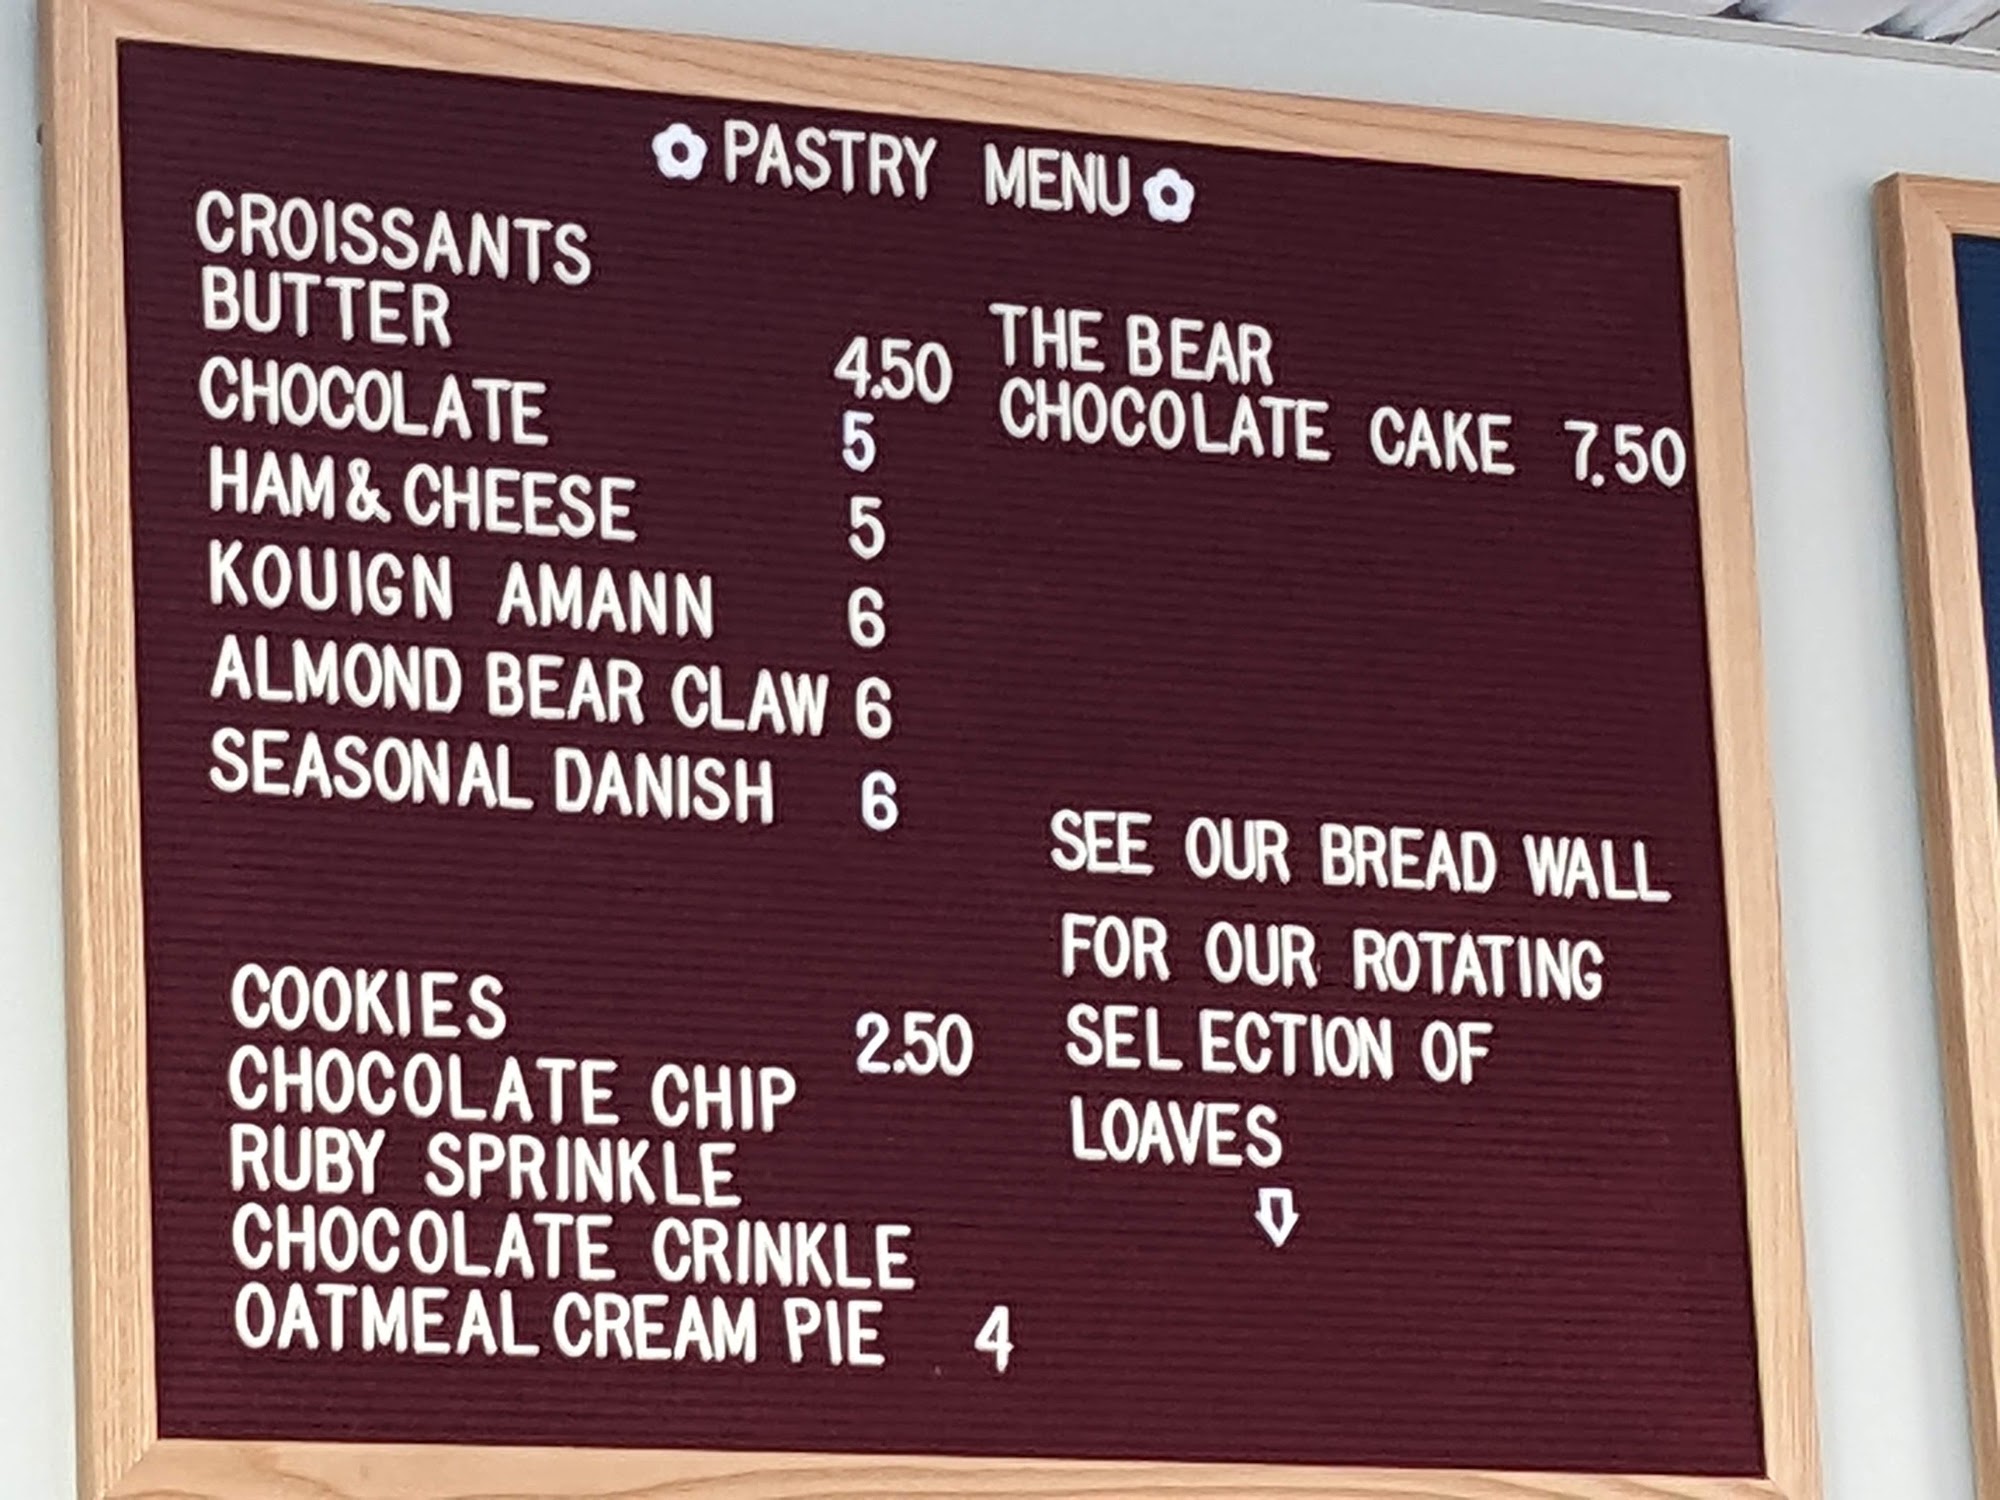 PASTRY MENU
CROISSANTS
BUTTER 4.50
CHOCOLATE 5
HAM & CHEESE 5
KOUIGN AMANN 6
ALMOND BEAR CLAW 6
SEASONAL DANISH 6
COOKIES 2.50
CHOCOLATE CHIP
RUBY SPRINKLE
CHOCOLATE CRINKLE
OATMEAL CREAM PIE 4
THE BEAR
CHOCOLATE CAKE 7.50
SEE OUR BREAD WALL
FOR OUR ROTATING
SELECTION OF
LOAVES